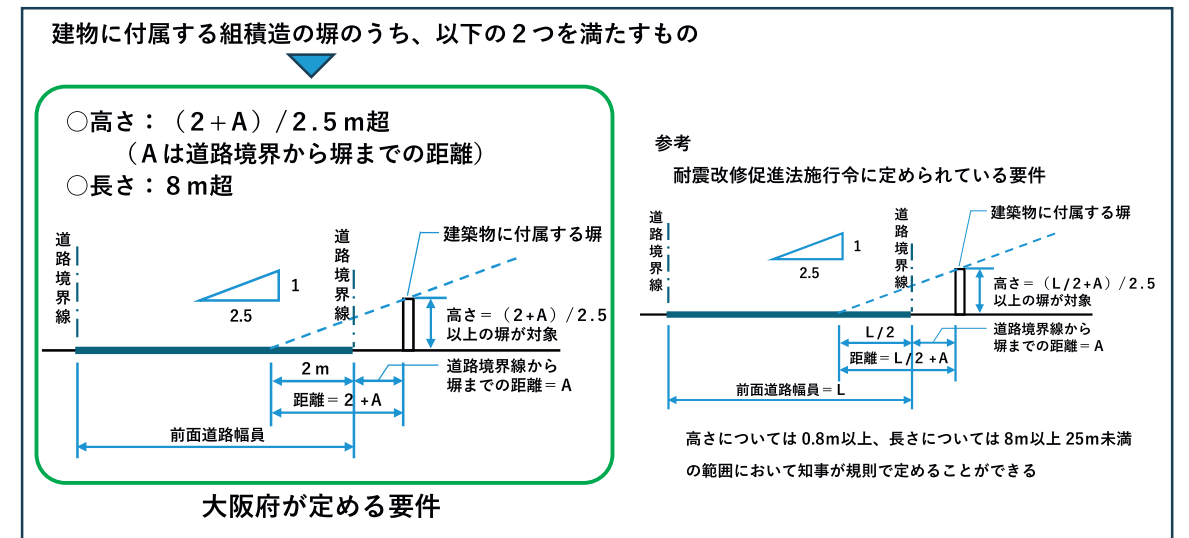 建物に付属する組積造の塀のうち、以下の2つを満たすもの
○高さ：（2＋A）/2.5m超
（Aは道路境界から塀までの距離）
○長さ：8m超
道路境界線
道路境界線
建築物に付属する塀
1
2.5
高さ＝（2+A）/2.5
以上の塀が対象
2m
道路境界線から
塀までの距離＝A
距離＝2+A
前面道路幅員
大阪府が定める要件
参考
耐震改修促進法施行令に定められている要件
道路境界線
道路境界線
建築物に付属する塀
1
2.5
高さ＝（L/2+A）/2.5
以上の塀が対象
L/2
道路境界線から
塀までの距離＝A
距離＝L/2+A
前面道路幅員＝L
高さについては0.8m以上、長さについては8m以上25m未満
の範囲において知事が規則で定めることができる